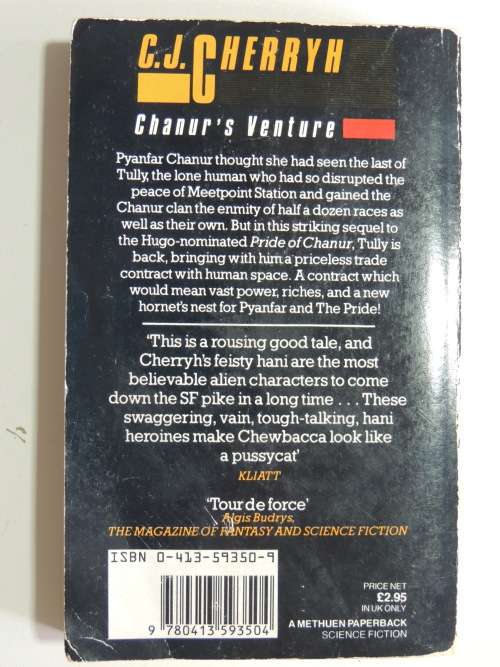 C.J. CHERRYH
Chanur's Venture
Pyanfar Chanur thought she had seen the last of
Tully, the lone human who had so disrupted the
peace of Meetpoint Station and gained the
Chanur clan the enmity of half a dozen races as
well as their own. But in this striking sequel to
the Hugo-nominated Pride of Chanur, Tully is
back, bringing with him a priceless trade
contract with human space. A contract which
would mean vast power, riches, and a new
hornet's nest for Pyanfar and The Pride!
'This is a rousing good tale, and
Cherryh's feisty hani are the most
believable alien characters to come
down the SF pike in a long time . . . These
swaggering, vain, tough-talking, hani
heroines make Chewbacca look like
a pussycat'
KLIATT
'Tour de force'
Algis Budrys,
THE MAGAZINE OF FANTASY AND SCIENCE FICTION
ISBN 0-413-59350-9
9 780413 593504
PRICE NET
£2.95
IN UK ONLY
A METHUEN PAPERBACK
SCIENCE FICTION